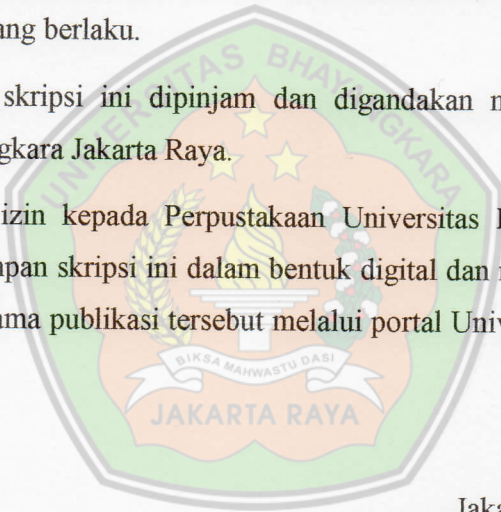 ang berlaku.
UNIVERSITAS BHAYANGKARA
skripsi ini dipinjam dan digandakan
gkara Jakarta Raya.
izin kepada Perpustakaan Universitas
pan skripsi ini dalam bentuk digital dan
ama publikasi tersebut melalui portal Univ
BIKSA MAHWASTU DASI
JAKARTA RAYA
Jaka